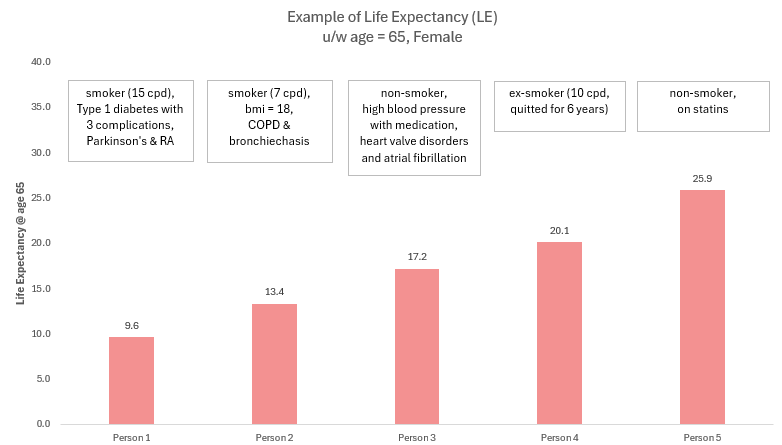 Example of Life Expectancy (LE)
u/w age = 65, Female
40.0
35.0
30.0
25.0
20.0
15.0
10.0
5.0
0.0
Life Expectancy @ age 65
smoker (15 cpd),
Type 1 diabetes with
3 complications,
Parkinson's & RA
smoker (7 cpd),
bmi = 18,
COPD &
bronchiechasis
non-smoker,
high blood pressure
with medication,
heart valve disorders
and atrial fibrillation
ex-smoker (10 cpd,
quitted for 6 years)
non-smoker,
on statins
9.6
13.4
17.2
20.1
25.9
Person 1
Person 2
Person 3
Person 4
Person 5